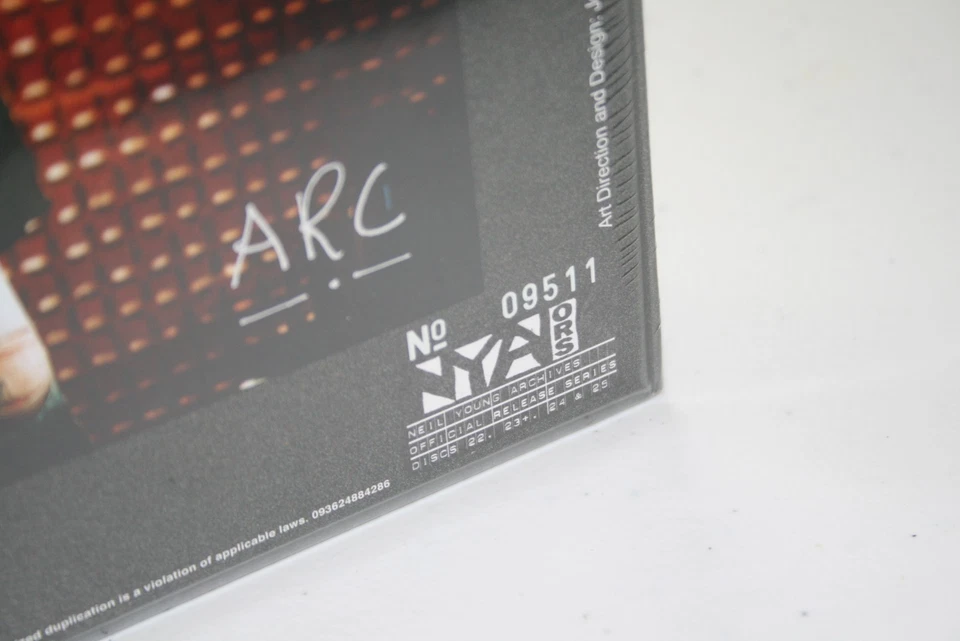 ARC
Art Direction and Design:
Nº 09511
NYA ORS
NEIL YOUNG ARCHIVES
OFFICIAL RELEASE SERIES
DISCS 22, 23+, 24 & 25
duplication is a violation of applicable laws. 093624884286